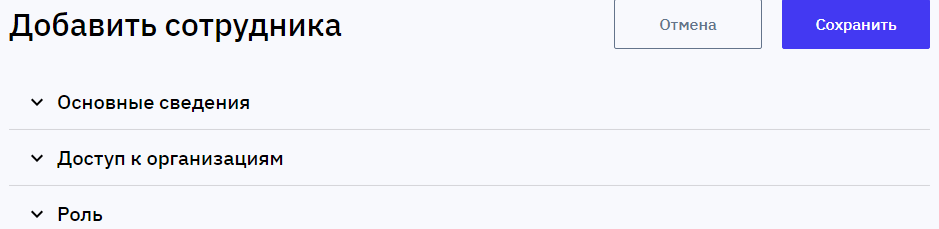 Добавить сотрудника
Отмена
Сохранить
Основные сведения
Доступ к организациям
Роль